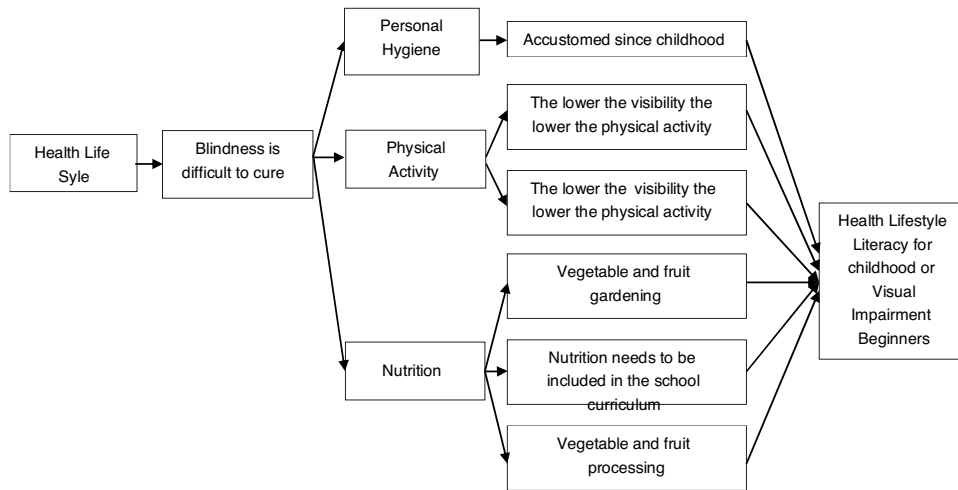 Health Life
Syle
Blindness is
difficult to cure
Personal
Hygiene
Physical
Activity
Nutrition
Accustomed since childhood
The lower the visibility the
lower the physical activity
The lower the visibility the
lower the physical activity
Vegetable and fruit
gardening
Nutrition needs to be
included in the school
curriculum
Vegetable and fruit
processing
Health Lifestyle
Literacy for
childhood or
Visual
Impairment
Beginners